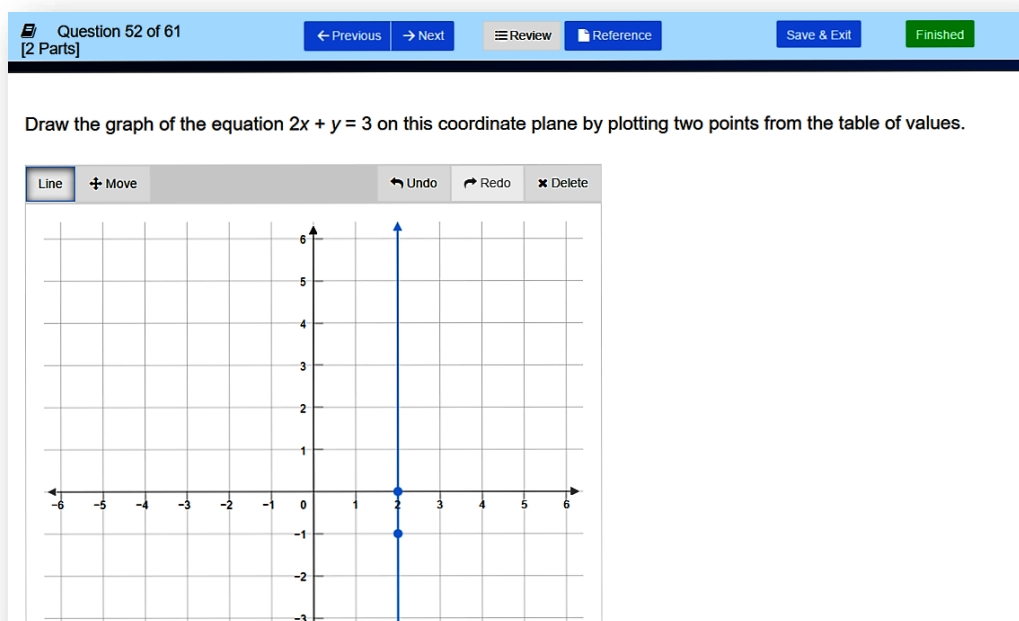 Question 52 of 61
[2 Parts]
← Previous → Next Review Reference Save & Exit Finished
Draw the graph of the equation 2x + y = 3 on this coordinate plane by plotting two points from the table of values.
Line Move Undo Redo Delete
6
5
4
3
2
1
-6 -5 -4 -3 -2 -1 0 1 2 3 4 5 6
-1
-2
-3